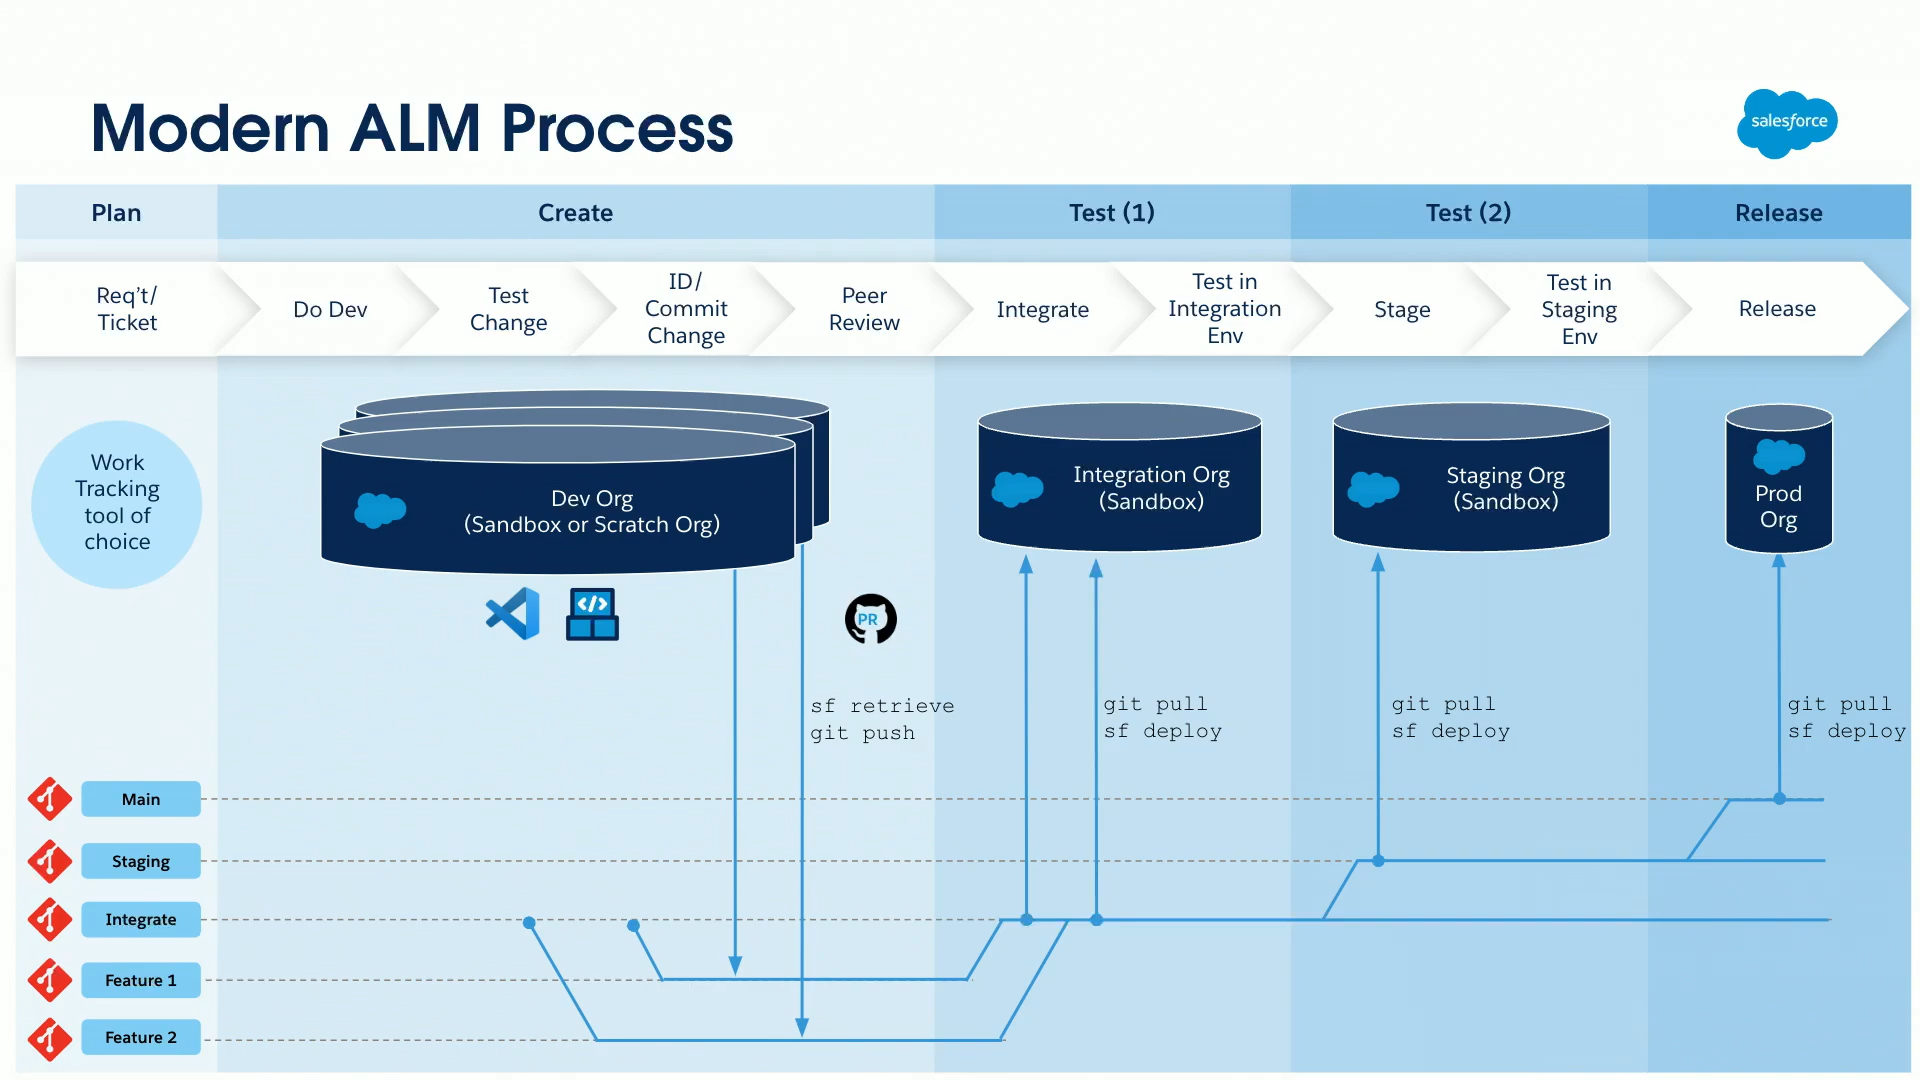 Modern ALM Process
salesforce
Plan
Create
Test (1)
Test (2)
Release
Req't/
Ticket
Do Dev
Test
Change
ID/
Commit
Change
Peer
Review
Integrate
Test in
Integration
Env
Stage
Test in
Staging
Env
Release
Work
Tracking
tool of
choice
Dev Org
(Sandbox or Scratch Org)
Integration Org
(Sandbox)
Staging Org
(Sandbox)
Prod
Org
</>
PR
sf retrieve
git push
git pull
sf deploy
git pull
sf deploy
git pull
sf deploy
Main
Staging
Integrate
Feature 1
Feature 2